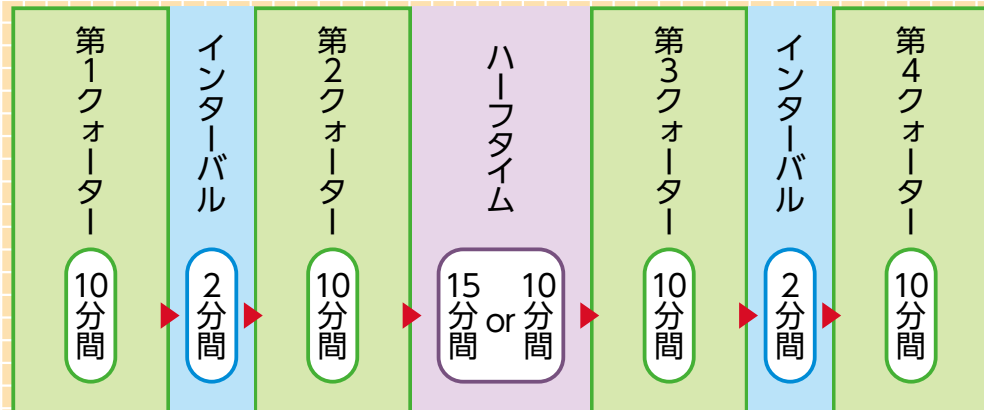 第1クォーター
10分間
インターバル
2分間
第2クォーター
10分間
ハーフタイム
15分間 or 10分間
第3クォーター
10分間
インターバル
2分間
第4クォーター
10分間